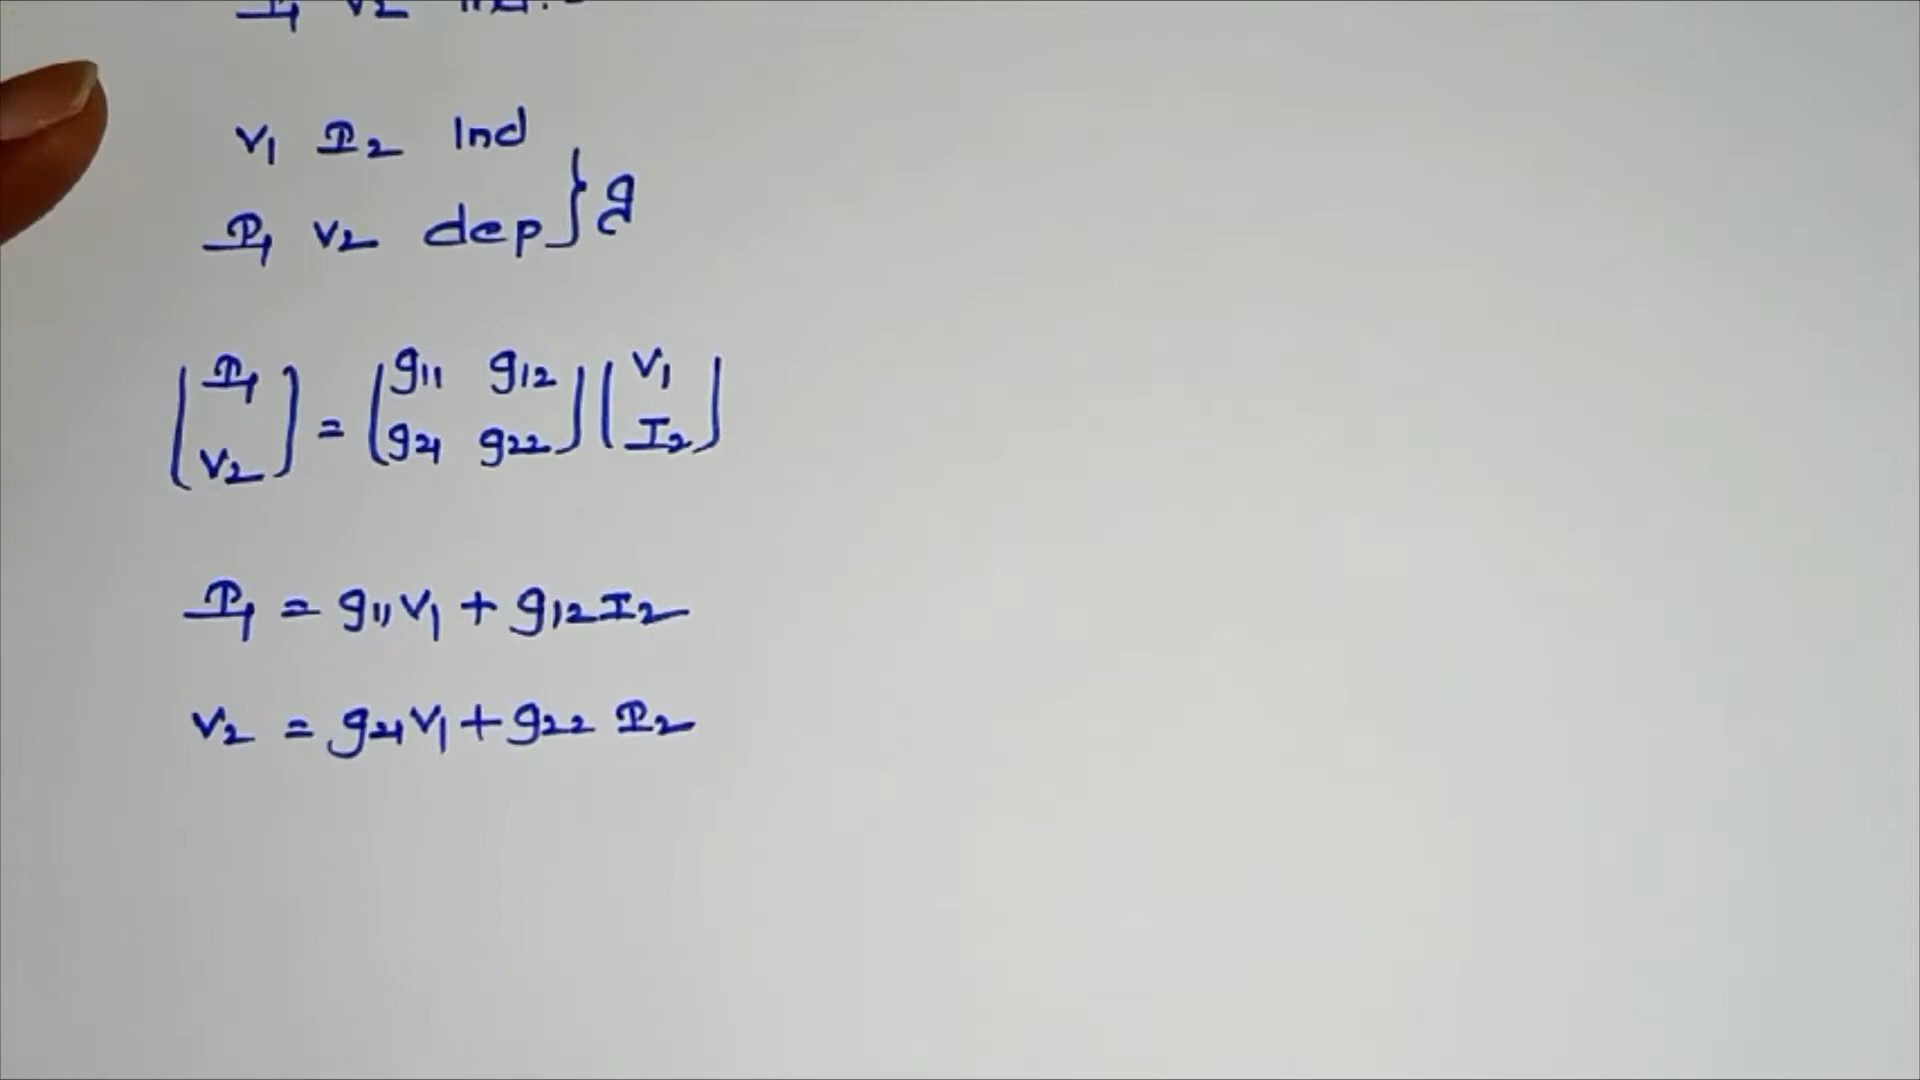 V1 I2 Ind
I1 V2 dep } g
[I1 V2] = [g11 g12 g21 g22] [V1 I2]
I1 = g11V1 + g12I2
V2 = g21V1 + g22 I2